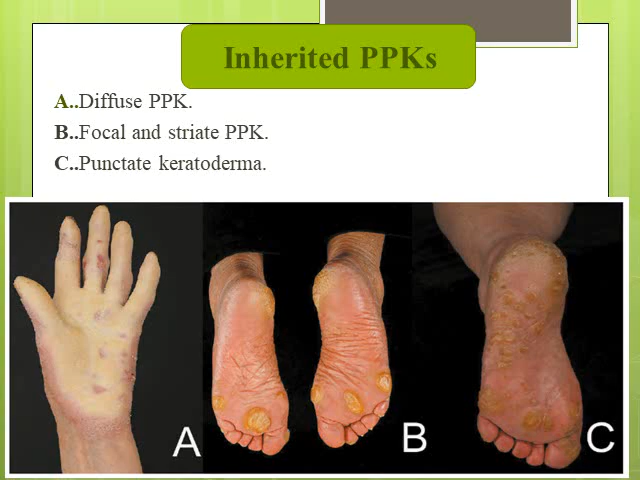 Inherited PPKs
A..Diffuse PPK.
B..Focal and striate PPK.
C..Punctate keratoderma.
A B C